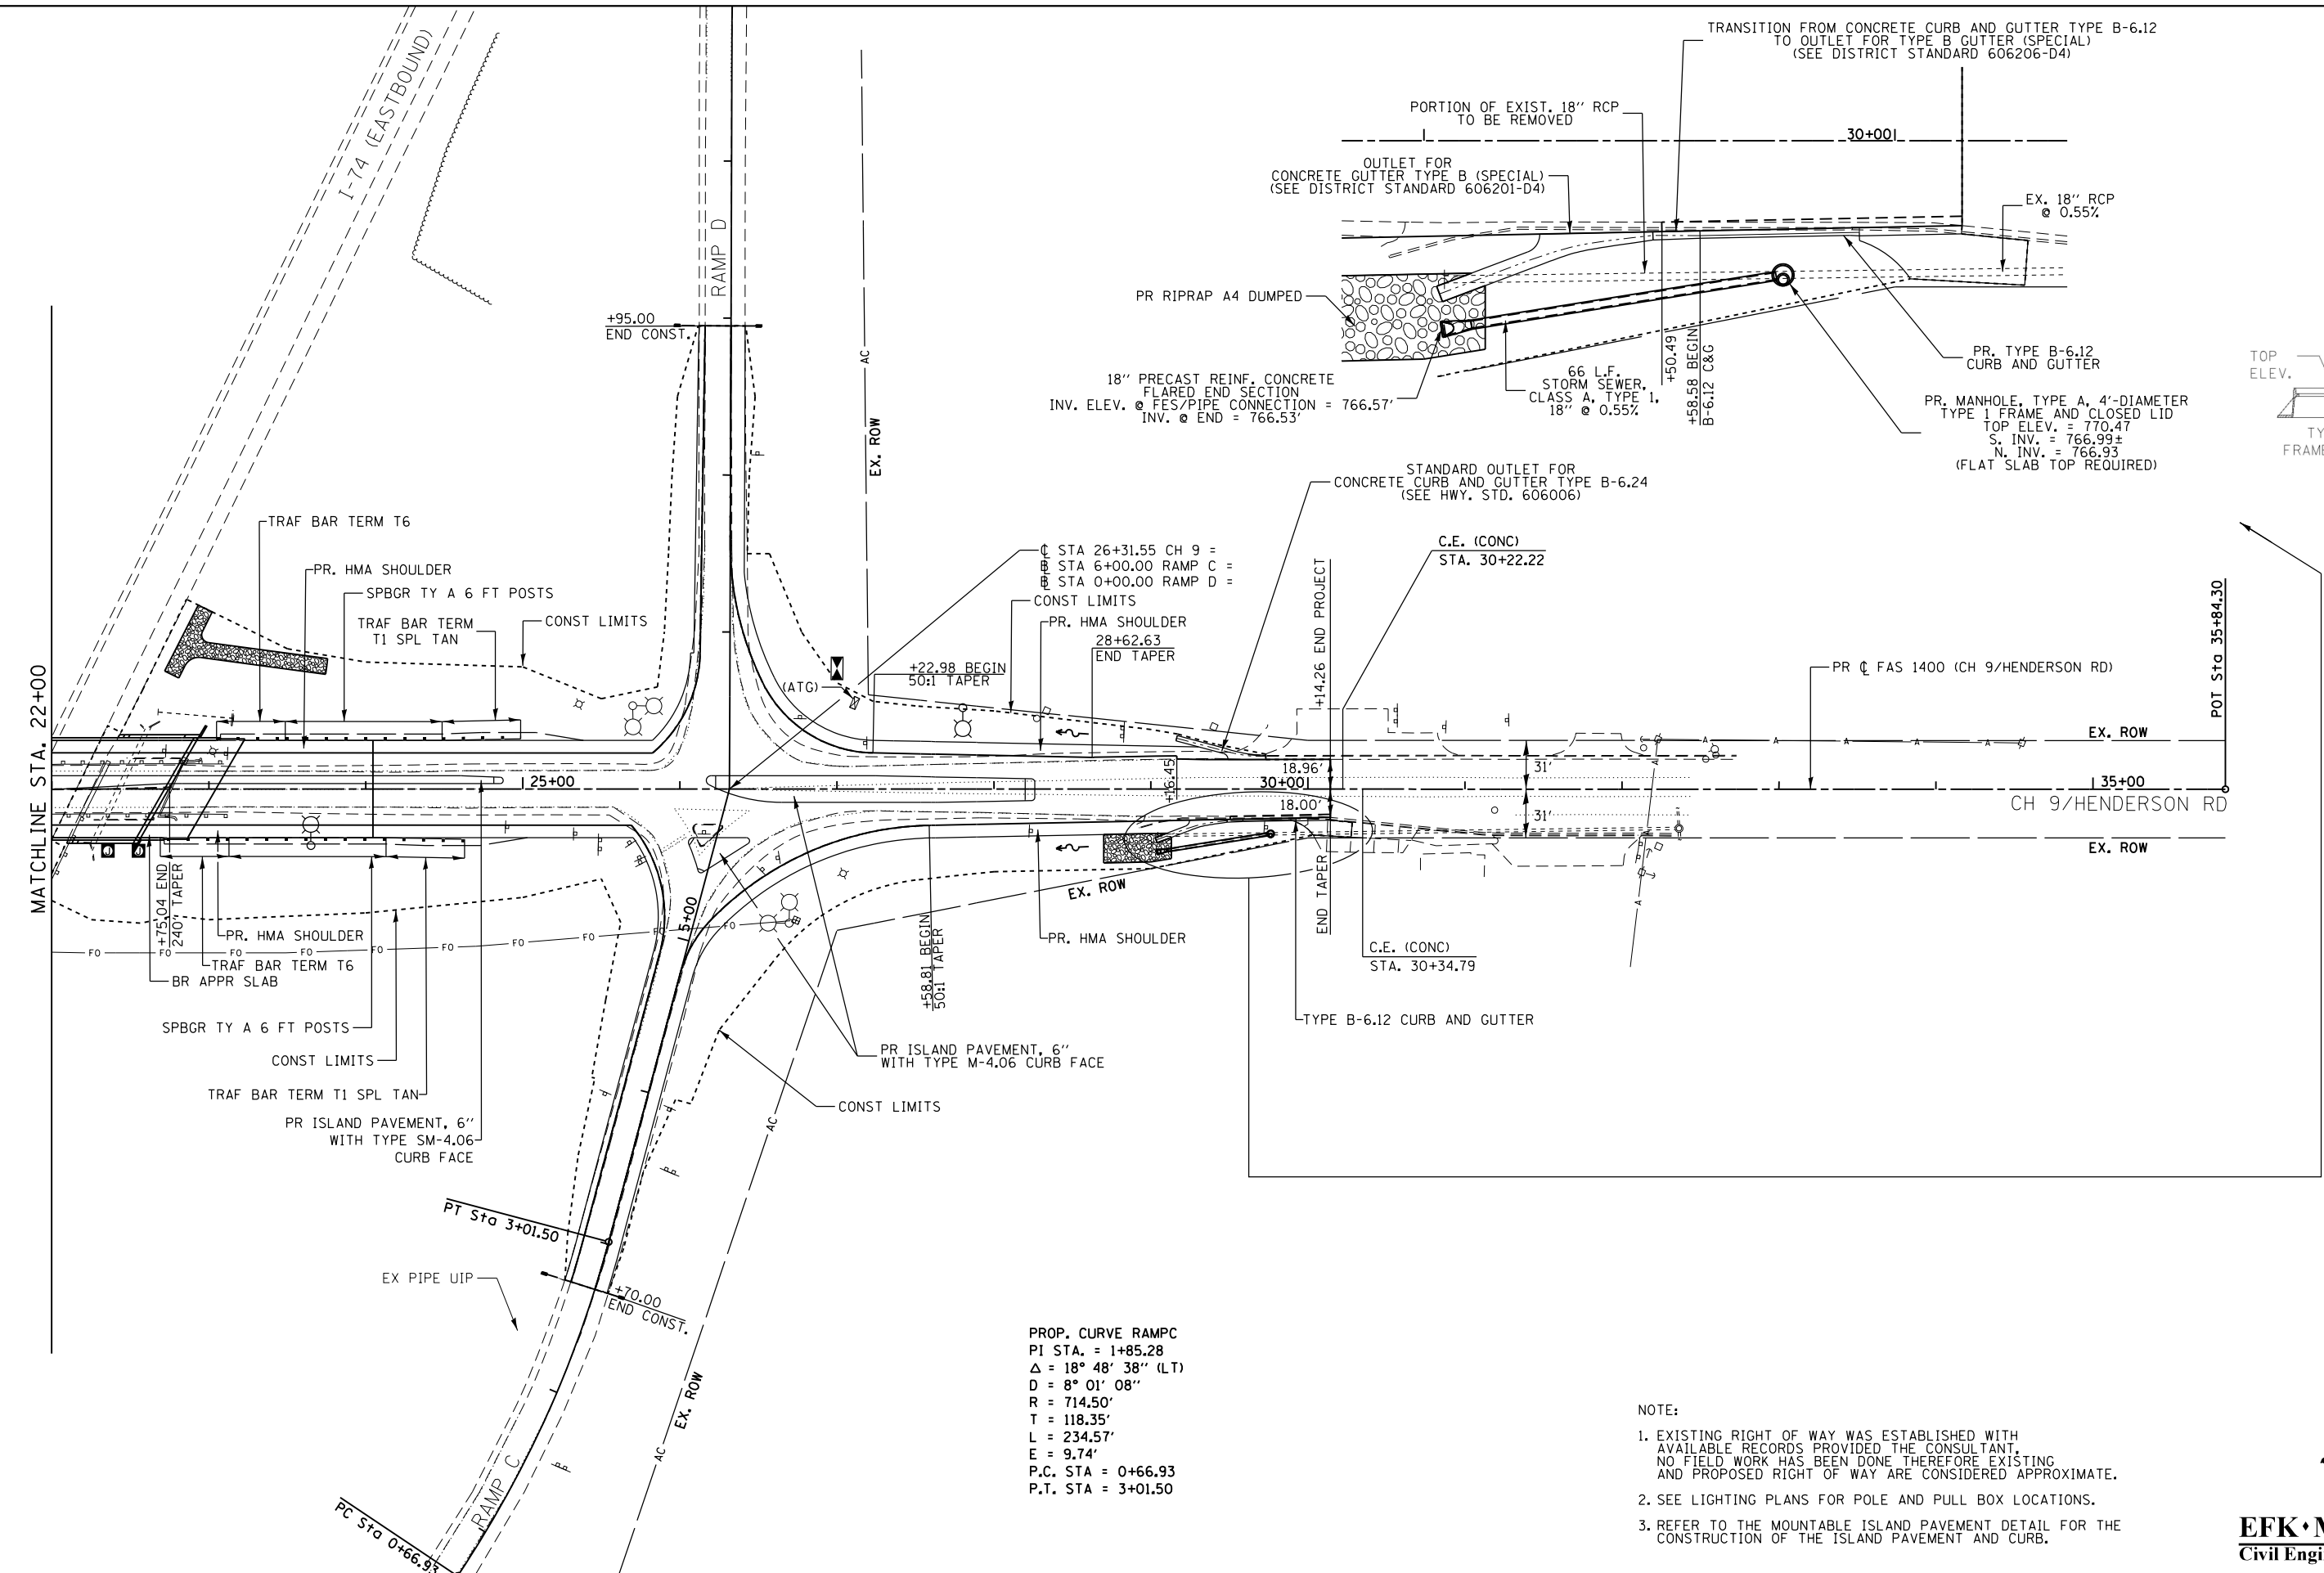 TRANSITION FROM CONCRETE CURB AND GUTTER TYPE B-6.12
TO OUTLET FOR TYPE B GUTTER (SPECIAL)
(SEE DISTRICT STANDARD 606206-D4)
I-74 (EASTBOUND)
PORTION OF EXIST. 18'' RCP
TO BE REMOVED
30+00
OUTLET FOR
CONCRETE GUTTER TYPE B (SPECIAL)
(SEE DISTRICT STANDARD 606201-D4)
EX. 18'' RCP
@ 0.55%
RAMP D
PR RIPRAP A4 DUMPED
+95.00
END CONST.
AC
EX. ROW
18'' PRECAST REINF. CONCRETE
FLARED END SECTION
INV. ELEV. @ FES/PIPE CONNECTION = 766.57'
INV. @ END = 766.53'
66 L.F.
STORM SEWER,
CLASS A, TYPE 1,
18'' @ 0.55%
+50.49
+58.58 BEGIN
B-6.12 C&G
PR. TYPE B-6.12
CURB AND GUTTER
PR. MANHOLE, TYPE A, 4'-DIAMETER
TYPE 1 FRAME AND CLOSED LID
TOP ELEV. = 770.47
S. INV. = 766.99±
N. INV. = 766.93
(FLAT SLAB TOP REQUIRED)
TOP
ELEV.
TY
FRAME
STANDARD OUTLET FOR
CONCRETE CURB AND GUTTER TYPE B-6.24
(SEE HWY. STD. 606006)
TRAF BAR TERM T6
PR. HMA SHOULDER
SPBGR TY A 6 FT POSTS
TRAF BAR TERM
T1 SPL TAN
CONST LIMITS
℄ STA 26+31.55 CH 9 =
B STA 6+00.00 RAMP C =
B STA 0+00.00 RAMP D =
CONST LIMITS
PR. HMA SHOULDER
28+62.63
END TAPER
+22.98 BEGIN
50:1 TAPER
(ATG)
C.E. (CONC)
STA. 30+22.22
+14.26 END PROJECT
PR ℄ FAS 1400 (CH 9/HENDERSON RD)
POT Sta 35+84.30
MATCHLINE STA. 22+00
EX. ROW
A
A
A
A
A
25+00
+16.45
18.96'
30+00
18.00'
31'
31'
35+00
CH 9/HENDERSON RD
EX. ROW
A
A
+75.04 END
240' TAPER
5+00
EX. ROW
END TAPER
PR. HMA SHOULDER
FO
FO
FO
FO
FO
FO
FO
FO
FO
FO
TRAF BAR TERM T6
BR APPR SLAB
PR. HMA SHOULDER
+58.81 BEGIN
50:1 TAPER
C.E. (CONC)
STA. 30+34.79
SPBGR TY A 6 FT POSTS
TYPE B-6.12 CURB AND GUTTER
CONST LIMITS
PR ISLAND PAVEMENT, 6''
WITH TYPE M-4.06 CURB FACE
TRAF BAR TERM T1 SPL TAN
CONST LIMITS
PR ISLAND PAVEMENT, 6''
WITH TYPE SM-4.06
CURB FACE
AC
PT Sta 3+01.50
EX PIPE UIP
+70.00
END CONST.
EX. ROW
AC
RAMP C
PC Sta 0+66.93
PROP. CURVE RAMPC
PI STA. = 1+85.28
Δ = 18° 48' 38'' (LT)
D = 8° 01' 08''
R = 714.50'
T = 118.35'
L = 234.57'
E = 9.74'
P.C. STA = 0+66.93
P.T. STA = 3+01.50
NOTE:
1. EXISTING RIGHT OF WAY WAS ESTABLISHED WITH
AVAILABLE RECORDS PROVIDED THE CONSULTANT,
NO FIELD WORK HAS BEEN DONE THEREFORE EXISTING
AND PROPOSED RIGHT OF WAY ARE CONSIDERED APPROXIMATE.
2. SEE LIGHTING PLANS FOR POLE AND PULL BOX LOCATIONS.
3. REFER TO THE MOUNTABLE ISLAND PAVEMENT DETAIL FOR THE
CONSTRUCTION OF THE ISLAND PAVEMENT AND CURB.
EFK⬧M
Civil Engi